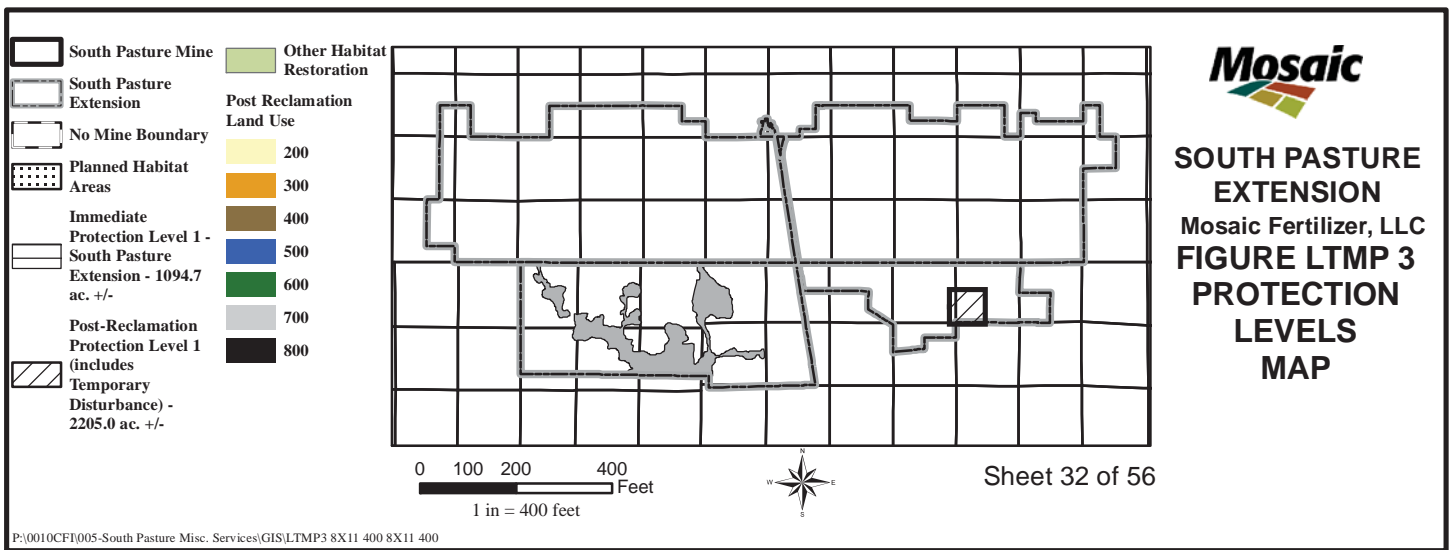 South Pasture Mine
South Pasture
Extension
No Mine Boundary
Planned Habitat
Areas
Immediate
Protection Level 1 -
South Pasture
Extension - 1094.7
ac. +/-
Post-Reclamation
Protection Level 1
(includes
Temporary
Disturbance) -
2205.0 ac. +/-
Other Habitat
Restoration
Post Reclamation
Land Use
200
300
400
500
600
700
800
0 100 200 400
Feet
1 in = 400 feet
N
W E
S
Sheet 32 of 56
Mosaic
SOUTH PASTURE
EXTENSION
Mosaic Fertilizer, LLC
FIGURE LTMP 3
PROTECTION
LEVELS
MAP
P:\0010CFI\005-South Pasture Misc. Services\GIS\LTMP3 8X11 400 8X11 400